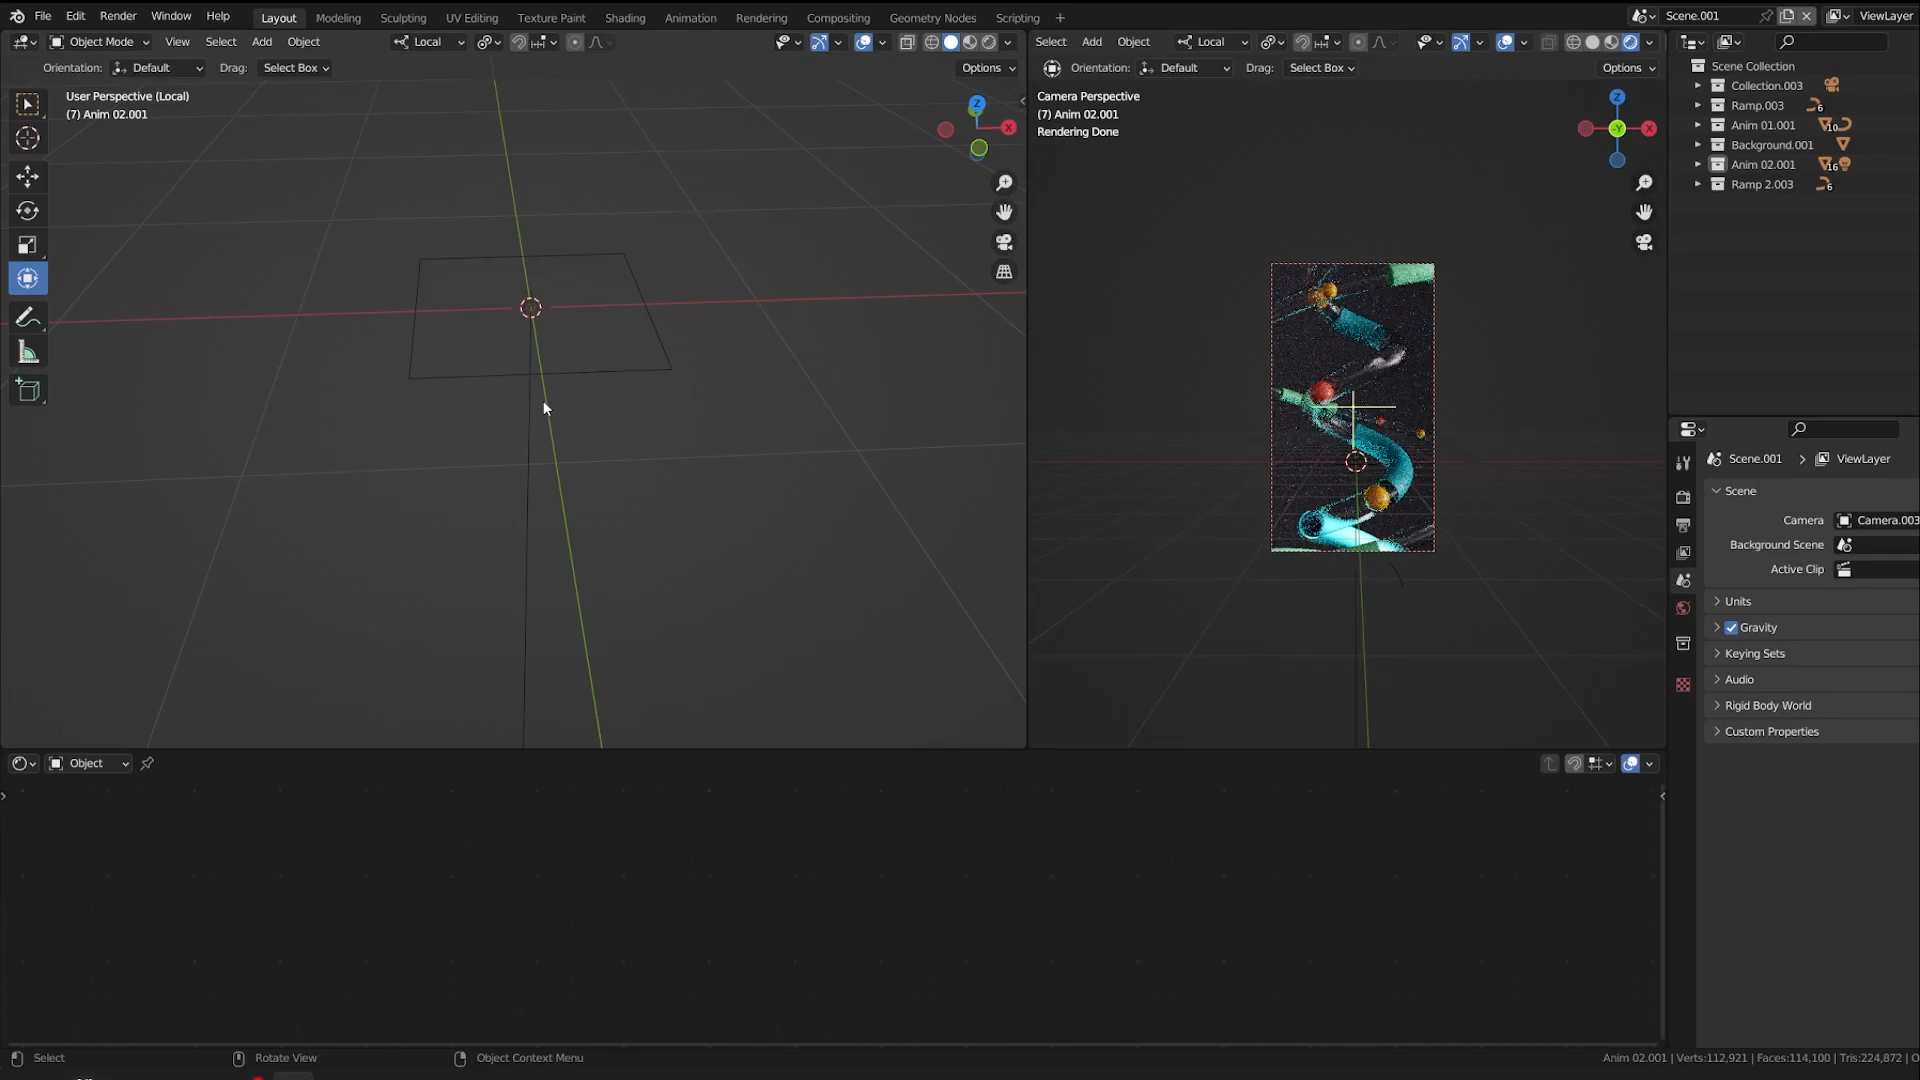 File Edit Render Window Help Layout Modeling Sculpting UV Editing Texture Paint Shading Animation Rendering Compositing Geometry Nodes Scripting + Scene.001 ViewLayer
Object Mode View Select Add Object Local Select Add Object Local
Orientation: Default Drag: Select Box Options Orientation: Default Drag: Select Box Options
User Perspective (Local)
(7) Anim 02.001
Z
X
Camera Perspective
(7) Anim 02.001
Rendering Done
Z
-Y
X
Scene Collection
Collection.003
Ramp.003 6
Anim 01.001 10
Background.001
Anim 02.001 16
Ramp 2.003 6
Scene.001 > ViewLayer
Scene
Camera Camera.003
Background Scene
Active Clip
Units
Gravity
Keying Sets
Audio
Rigid Body World
Custom Properties
Object
Select Rotate View Object Context Menu Anim 02.001 | Verts:112,921 | Faces:114,100 | Tris:224,872 | O